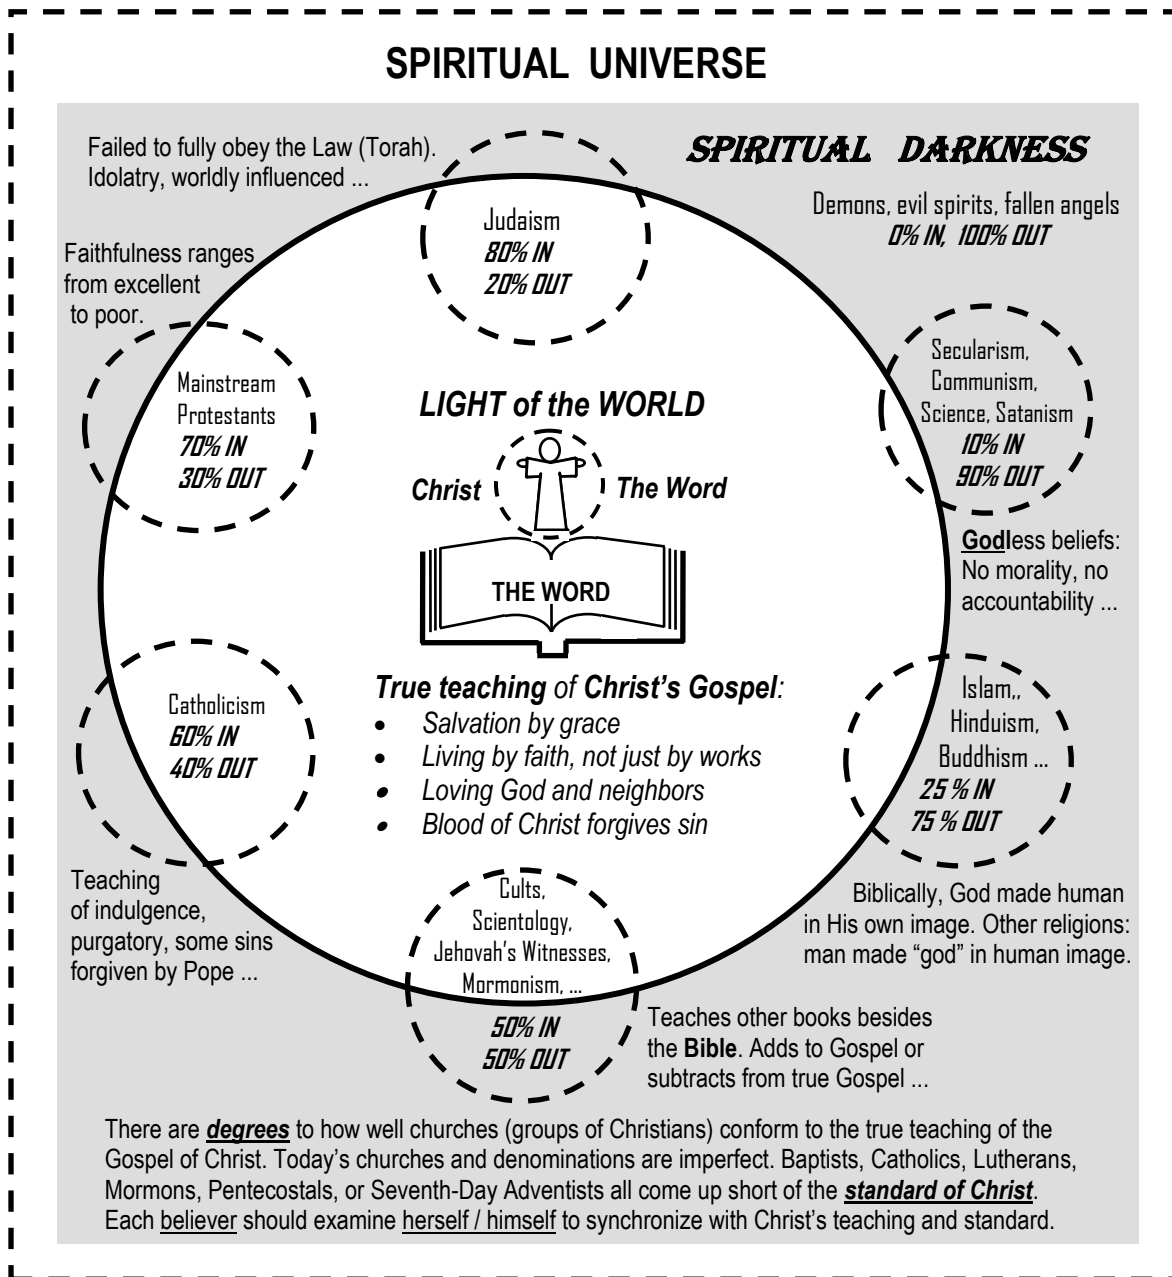 SPIRITUAL UNIVERSE
Failed to fully obey the Law (Torah).
Idolatry, worldly influenced ...
SPIRITUAL DARKNESS
Demons, evil spirits, fallen angels
0% IN, 100% OUT
Judaism
80% IN
20% OUT
Faithfulness ranges
from excellent
to poor.
Mainstream
Protestants
70% IN
30% OUT
Secularism,
Communism,
Science, Satanism
10% IN
90% OUT
Godless beliefs:
No morality, no
accountability ...
LIGHT of the WORLD
Christ
The Word
THE WORD
True teaching of Christ's Gospel:
• Salvation by grace
• Living by faith, not just by works
• Loving God and neighbors
• Blood of Christ forgives sin
Catholicism
60% IN
40% OUT
Islam,,
Hinduism,
Buddhism ...
25 % IN
75 % OUT
Teaching
of indulgence,
purgatory, some sins
forgiven by Pope ...
Cults,
Scientology,
Jehovah's Witnesses,
Mormonism, ...
50% IN
50% OUT
Biblically, God made human
in His own image. Other religions:
man made “god” in human image.
Teaches other books besides
the Bible. Adds to Gospel or
subtracts from true Gospel ...
There are degrees to how well churches (groups of Christians) conform to the true teaching of the
Gospel of Christ. Today's churches and denominations are imperfect. Baptists, Catholics, Lutherans,
Mormons, Pentecostals, or Seventh-Day Adventists all come up short of the standard of Christ.
Each believer should examine herself / himself to synchronize with Christ's teaching and standard.